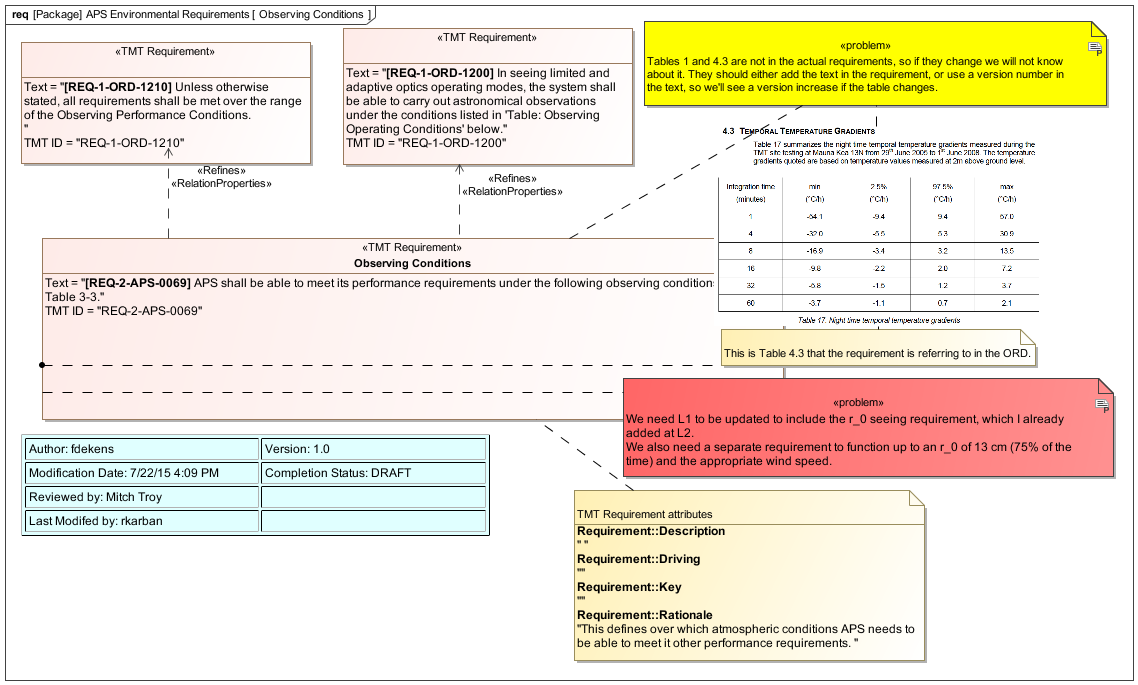 req [Package] APS Environmental Requirements [ Observing Conditions ]
«TMT Requirement»
Text = "[REQ-1-ORD-1210] Unless otherwise
stated, all requirements shall be met over the range
of the Observing Performance Conditions.
"
TMT ID = "REQ-1-ORD-1210"
«TMT Requirement»
Text = "[REQ-1-ORD-1200] In seeing limited and
adaptive optics operating modes, the system shall
be able to carry out astronomical observations
under the conditions listed in 'Table: Observing
Operating Conditions' below."
TMT ID = "REQ-1-ORD-1200"
«problem»
Tables 1 and 4.3 are not in the actual requirements, so if they change we will not know
about it. They should either add the text in the requirement, or use a version number in
the text, so we'll see a version increase if the table changes.
4.3 TEMPORAL TEMPERATURE GRADIENTS
Table 17 summarizes the night time temporal temperature gradients measured during the
TMT site testing at Mauna Kea 13N from 29th June 2005 to 1st June 2008. The temperature
gradients quoted are based on temperature values measured at 2m above ground level.
Integration time min 2.5% 97.5% max
(minutes) (°C/h) (°C/h) (°C/h) (°C/h)
1 -64.1 -9.4 9.4 67.0
4 -32.0 -5.5 5.3 30.9
8 -16.9 -3.4 3.2 13.5
16 -9.8 -2.2 2.0 7.2
32 -5.8 -1.5 1.2 3.7
60 -3.7 -1.1 0.7 2.1
Table 17. Night time temporal temperature gradients
This is Table 4.3 that the requirement is referring to in the ORD.
«Refines»
«RelationProperties»
«Refines»
«RelationProperties»
«TMT Requirement»
Observing Conditions
Text = "[REQ-2-APS-0069] APS shall be able to meet its performance requirements under the following observing condition
Table 3-3."
TMT ID = "REQ-2-APS-0069"
«problem»
We need L1 to be updated to include the r_0 seeing requirement, which I already
added at L2.
We also need a separate requirement to function up to an r_0 of 13 cm (75% of the
time) and the appropriate wind speed.
Author: fdekens Version: 1.0
Modification Date: 7/22/15 4:09 PM Completion Status: DRAFT
Reviewed by: Mitch Troy
Last Modifed by: rkarban
TMT Requirement attributes
Requirement::Description
" "
Requirement::Driving
""
Requirement::Key
""
Requirement::Rationale
"This defines over which atmospheric conditions APS needs to
be able to meet it other performance requirements. "